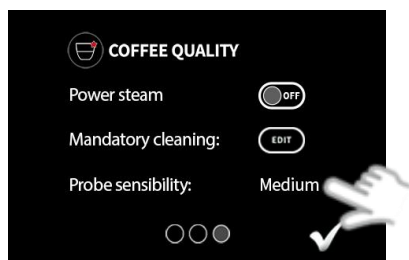 COFFEE QUALITY
Power steam OFF
Mandatory cleaning: EDIT
Probe sensibility: Medium